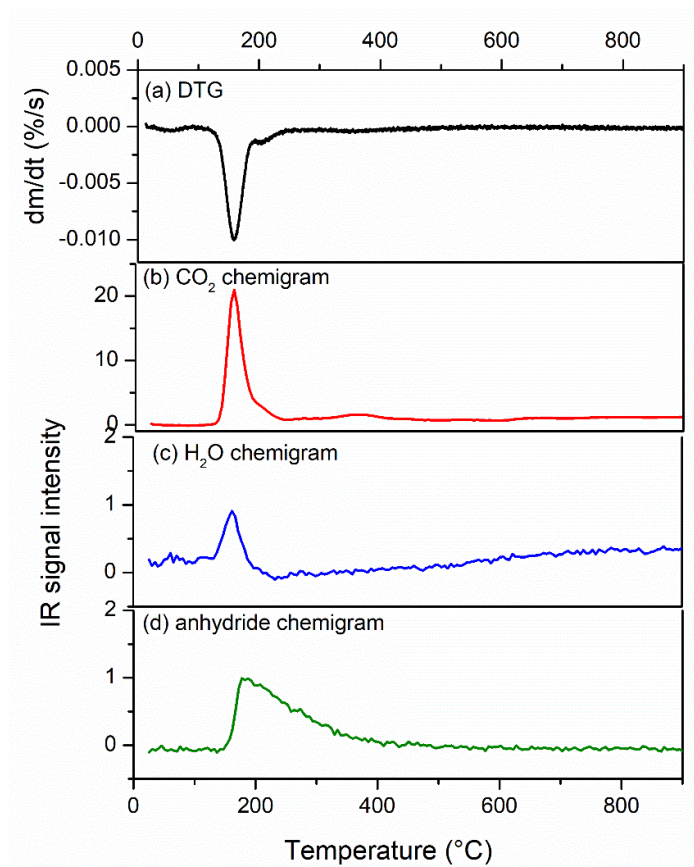 0 200 400 600 800
(a) DTG
0.005
0.000
-0.005
-0.010
dm/dt (%/s)
(b) CO₂ chemigram
20
10
0
(c) H₂O chemigram
2
1
0
(d) anhydride chemigram
2
1
0
IR signal intensity
0 200 400 600 800
Temperature (°C)